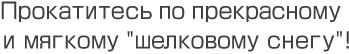 Прокатитесь по прекрасному
и мягкому "шелковому снегу"!